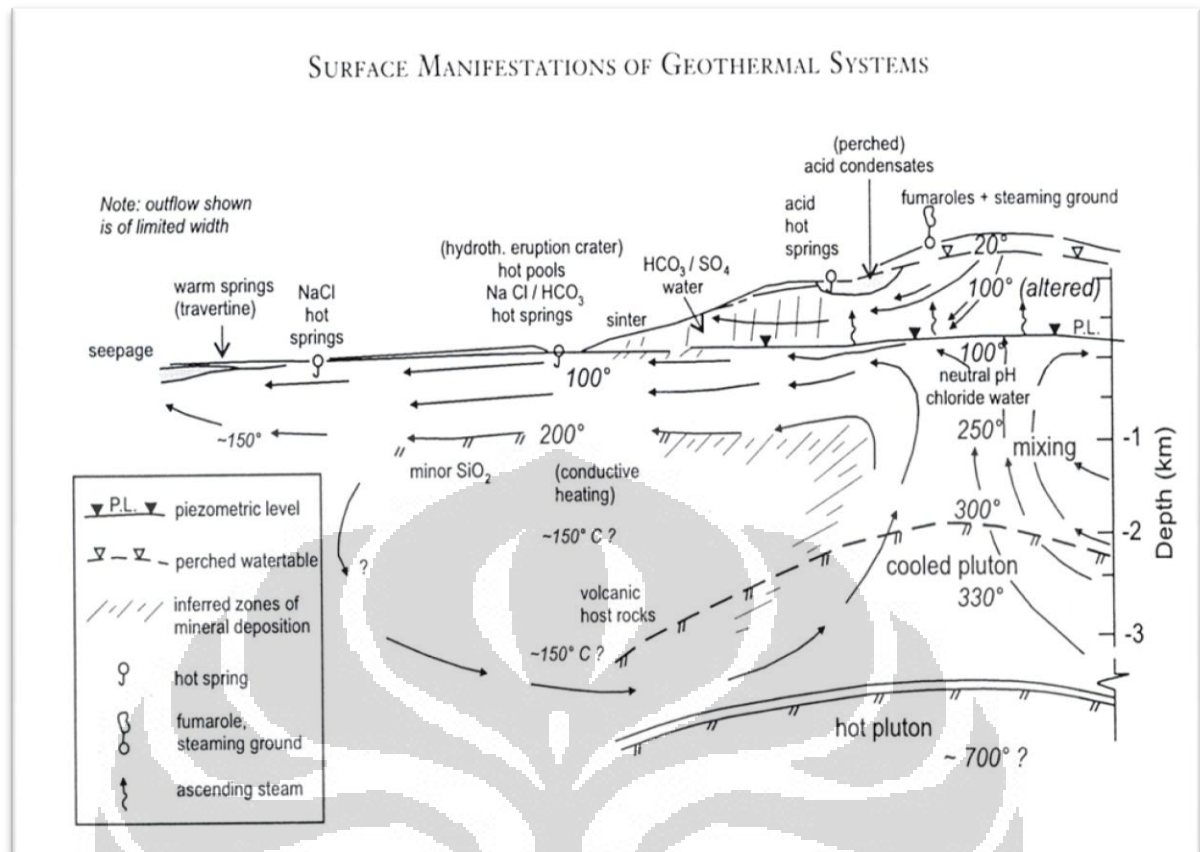 SURFACE MANIFESTATIONS OF GEOTHERMAL SYSTEMS
(perched)
acid condensates
fumaroles + steaming ground
acid
hot
springs
Note: outflow shown
is of limited width
(hydroth. eruption crater)
hot pools
Na Cl / HCO3
hot springs
HCO3 / SO4
water
warm springs
(travertine)
NaCl
hot
springs
sinter
seepage
20°
100° (altered)
P.L.
100°
100°
neutral pH
chloride water
~150°
200°
250°
mixing
-1
minor SiO2
(conductive
heating)
~150° C ?
300°
-2
Depth (km)
cooled pluton
330°
?
volcanic
host rocks
~150° C ?
-3
hot pluton
~ 700° ?
P.L. piezometric level
perched watertable
inferred zones of
mineral deposition
hot spring
fumarole,
steaming ground
ascending steam